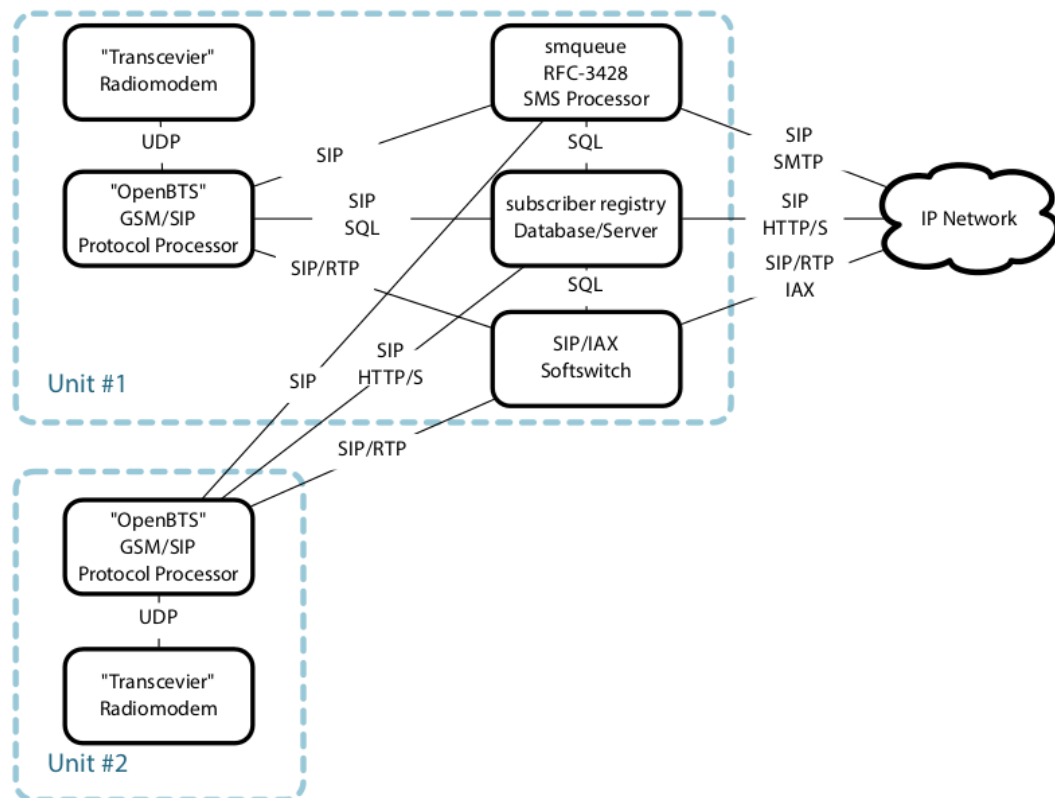 "Transcevier"
Radiomodem
smqueue
RFC-3428
SMS Processor
UDP
SIP
SQL
SIP
SMTP
"OpenBTS"
GSM/SIP
Protocol Processor
SIP
SQL
subscriber registry
Database/Server
SIP
HTTP/S
IP Network
SIP/RTP
SQL
SIP/RTP
IAX
SIP
HTTP/S
SIP/IAX
Softswitch
Unit #1
SIP
SIP/RTP
"OpenBTS"
GSM/SIP
Protocol Processor
UDP
"Transcevier"
Radiomodem
Unit #2